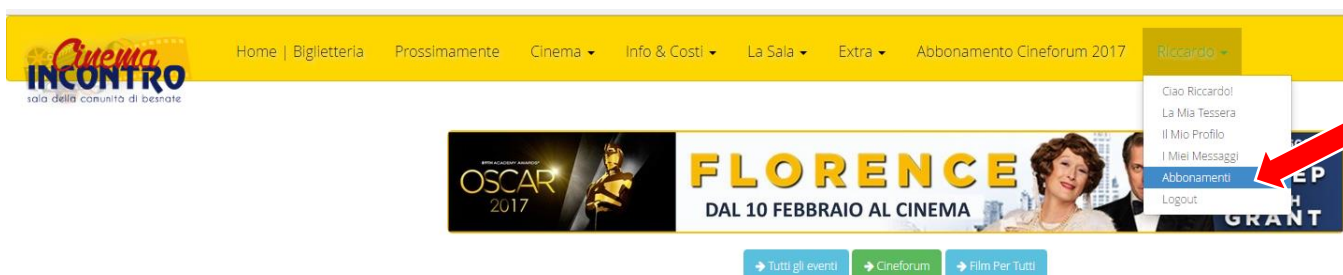 Cinema
INCONTRO
sala della comunità di besnate
Home | Biglietteria Prossimamente Cinema Info & Costi La Sala Extra Abbonamento Cineforum 2017 Riccardo
Ciao Riccardo!
La Mia Tessera
Il Mio Profilo
I Miei Messaggi
Abbonamenti
Logout
OSCAR
2017
FLORENCE
DAL 10 FEBBRAIO AL CINEMA
EP
H
GRANT
Tutti gli eventi Cineforum Film Per Tutti